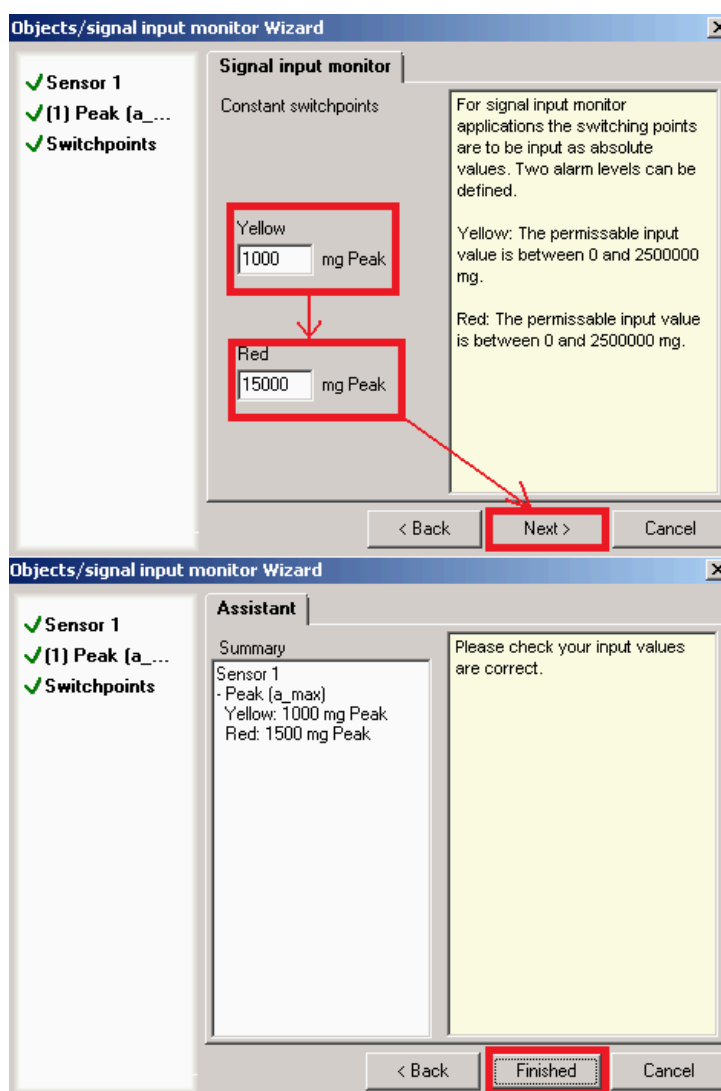 Objects/signal input monitor Wizard
Sensor 1
(1) Peak (a_...
Switchpoints
Signal input monitor
Constant switchpoints
Yellow
1000 mg Peak
Red
15000 mg Peak
For signal input monitor
applications the switching points
are to be input as absolute
values. Two alarm levels can be
defined.
Yellow: The permissable input
value is between 0 and 2500000
mg.
Red: The permissable input value
is between 0 and 2500000 mg.
< Back
Next >
Cancel
Objects/signal input monitor Wizard
Sensor 1
(1) Peak (a_...
Switchpoints
Assistant
Summary
Sensor 1
- Peak (a_max)
Yellow: 1000 mg Peak
Red: 1500 mg Peak
Please check your input values
are correct.
< Back
Finished
Cancel